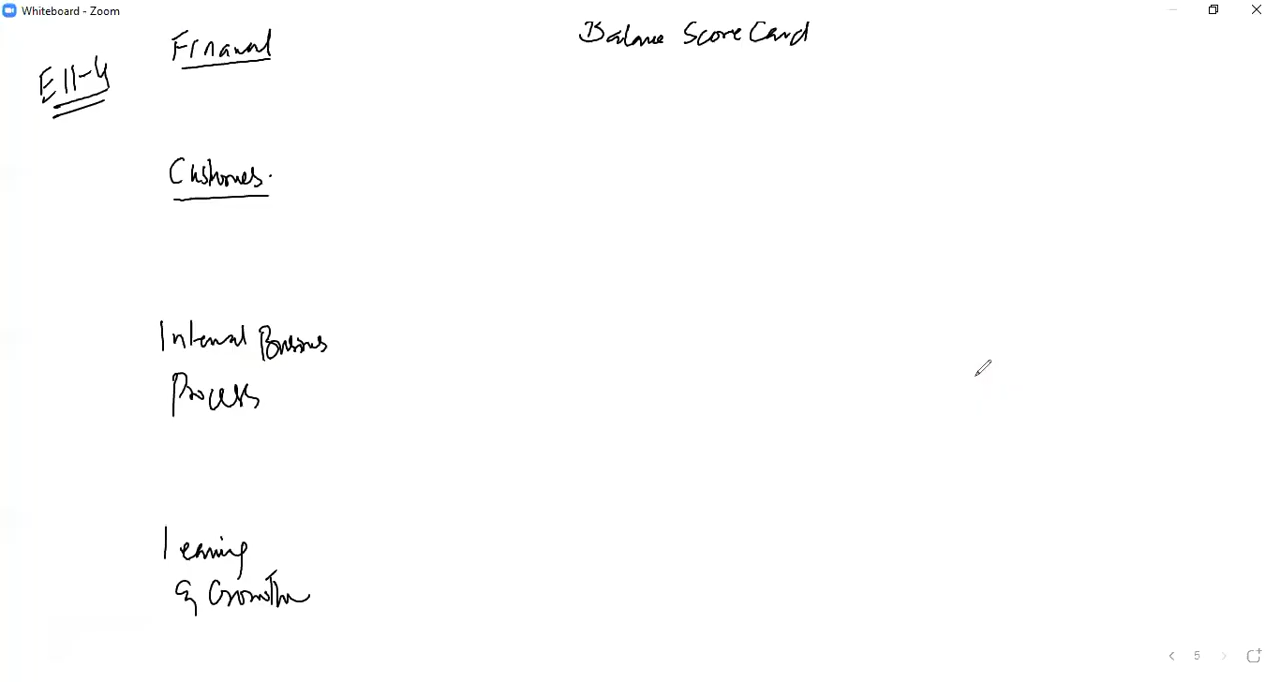 Whiteboard - Zoom
Balance Score Card
Financial
E11-4
Customers.
Internal Business
Process
Learning
& Growth
5